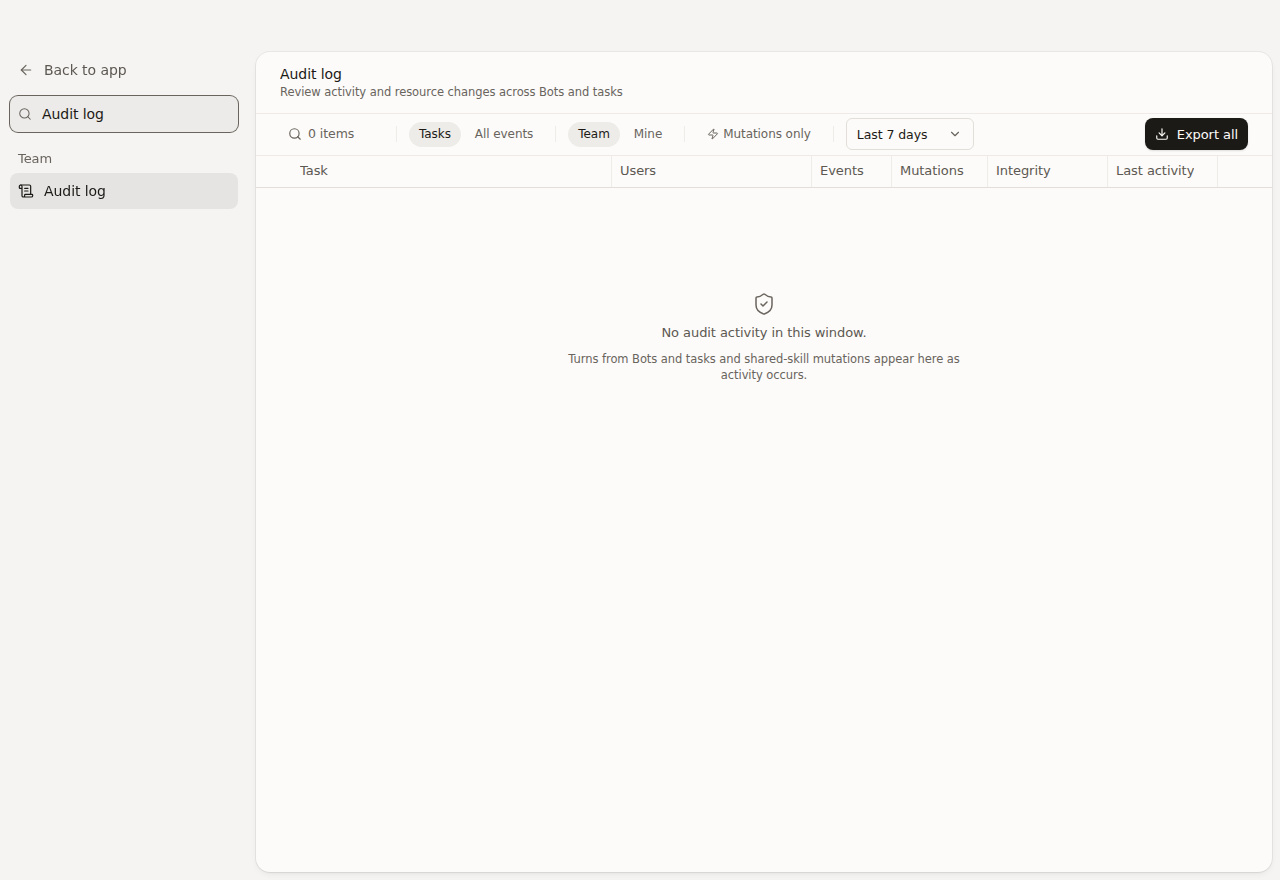 Back to app
Audit log
Team
Audit log
Audit log
Review activity and resource changes across Bots and tasks
0 items
Tasks
All events
Team
Mine
Mutations only
Last 7 days
Export all
Task
Users
Events
Mutations
Integrity
Last activity
No audit activity in this window.
Turns from Bots and tasks and shared-skill mutations appear here as
activity occurs.